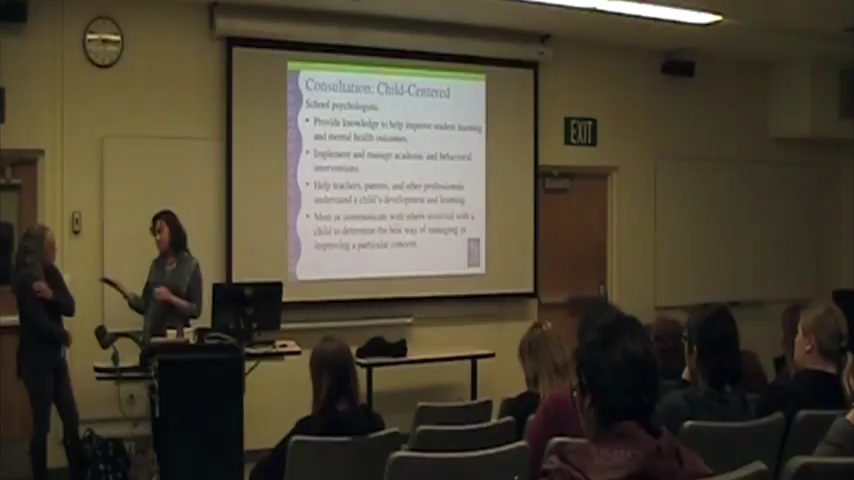 Consultation: Child-Centered
School psychologists:
• Provide knowledge to help improve student learning
and mental health outcomes.
• Implement and manage academic and behavioral
interventions.
• Help teachers, parents, and other professionals
understand a child's development and learning.
• Meet or communicate with others involved with a
child to determine the best way of managing or
improving a particular concern.
EXIT